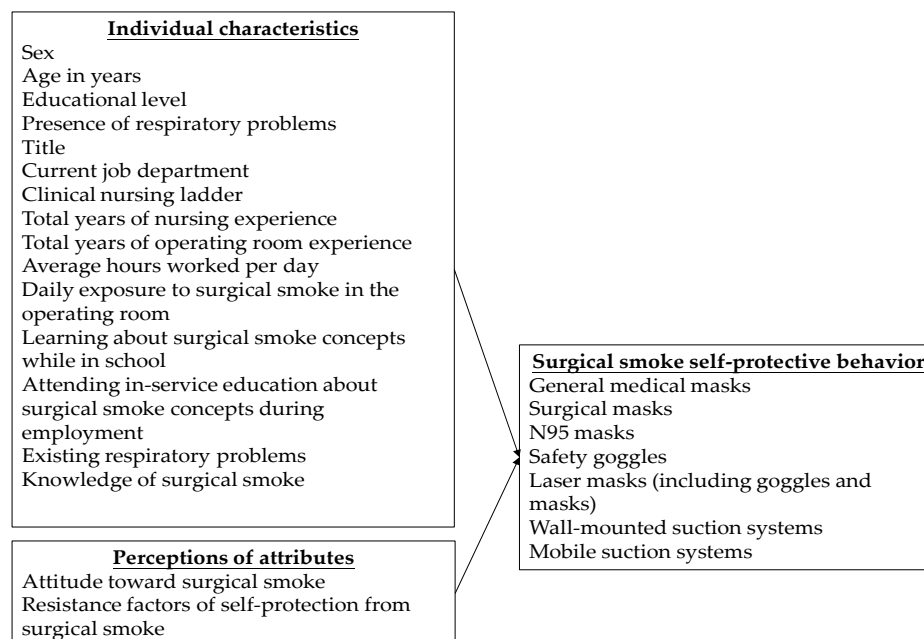 Individual characteristics
Sex
Age in years
Educational level
Presence of respiratory problems
Title
Current job department
Clinical nursing ladder
Total years of nursing experience
Total years of operating room experience
Average hours worked per day
Daily exposure to surgical smoke in the
operating room
Learning about surgical smoke concepts
while in school
Attending in-service education about
surgical smoke concepts during
employment
Existing respiratory problems
Knowledge of surgical smoke
Perceptions of attributes
Attitude toward surgical smoke
Resistance factors of self-protection from
surgical smoke
Surgical smoke self-protective behavior
General medical masks
Surgical masks
N95 masks
Safety goggles
Laser masks (including goggles and
masks)
Wall-mounted suction systems
Mobile suction systems